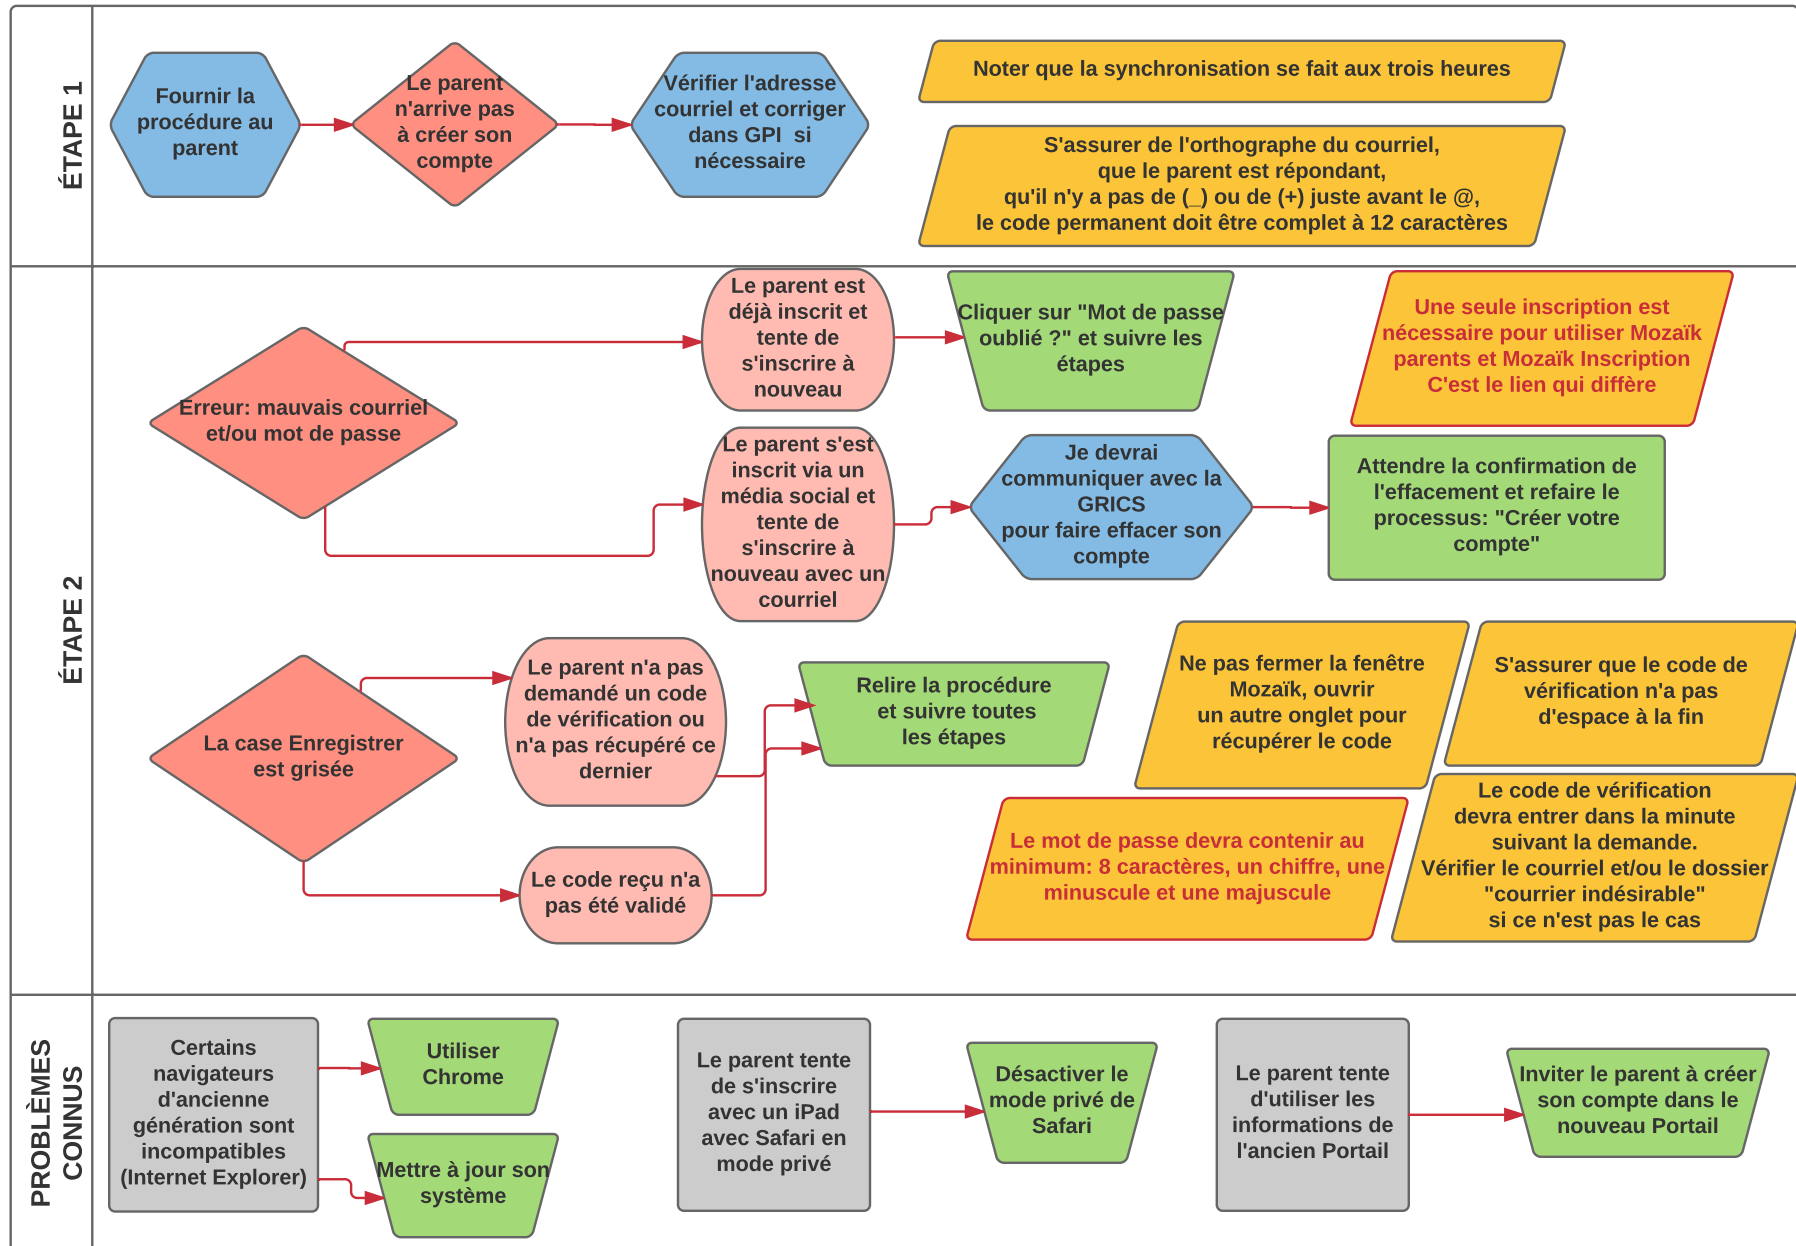 ÉTAPE 1
Fournir la
procédure au
parent
Le parent
n'arrive pas
à créer son
compte
Vérifier l'adresse
courriel et corriger
dans GPI  si
nécessaire
Noter que la synchronisation se fait aux trois heures
S'assurer de l'orthographe du courriel,
que le parent est répondant,
qu'il n'y a pas de (_) ou de (+) juste avant le @,
le code permanent doit être complet à 12 caractères
ÉTAPE 2
Erreur: mauvais courriel
et/ou mot de passe
Le parent est
déjà inscrit et
tente de
s'inscrire à
nouveau
Cliquer sur "Mot de passe
oublié ?" et suivre les
étapes
Une seule inscription est
nécessaire pour utiliser Mozaïk
parents et Mozaïk Inscription
C'est le lien qui diffère
Le parent s'est
inscrit via un
média social et
tente de
s'inscrire à
nouveau avec un
courriel
Je devrai
communiquer avec la
GRICS
pour faire effacer son
compte
Attendre la confirmation de
l'effacement et refaire le
processus: "Créer votre
compte"
La case Enregistrer
est grisée
Le parent n'a pas
demandé un code
de vérification ou
n'a pas récupéré ce
dernier
Le code reçu n'a
pas été validé
Relire la procédure
et suivre toutes
les étapes
Ne pas fermer la fenêtre
Mozaïk, ouvrir
un autre onglet pour
récupérer le code
S'assurer que le code de
vérification n'a pas
d'espace à la fin
Le mot de passe devra contenir au
minimum: 8 caractères, un chiffre, une
minuscule et une majuscule
Le code de vérification
devra entrer dans la minute
suivant la demande.
Vérifier le courriel et/ou le dossier
"courrier indésirable"
si ce n'est pas le cas
PROBLÈMES
CONNUS
Certains
navigateurs
d'ancienne
génération sont
incompatibles
(Internet Explorer)
Utiliser
Chrome
Mettre à jour son
système
Le parent tente
de s'inscrire
avec un iPad
avec Safari en
mode privé
Désactiver le
mode privé de
Safari
Le parent tente
d'utiliser les
informations de
l'ancien Portail
Inviter le parent à créer
son compte dans le
nouveau Portail